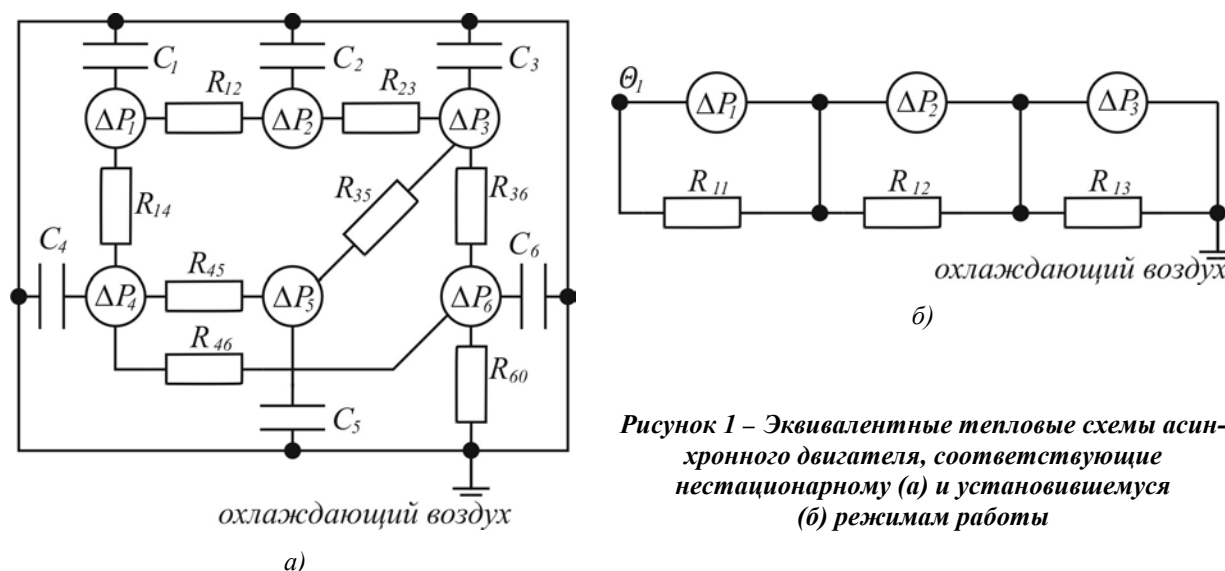 C₁
C₂
C₃
R₁₂
R₂₃
ΔP₁
ΔP₂
ΔP₃
R₁₄
R₃₅
R₃₆
C₄
R₄₅
C₆
ΔP₄
ΔP₅
ΔP₆
R₄₆
R₆₀
C₅
охлаждающий воздух
а)
Θ₁
ΔP₁
ΔP₂
ΔP₃
R₁₁
R₁₂
R₁₃
охлаждающий воздух
б)
Рисунок 1 – Эквивалентные тепловые схемы асин-
хронного двигателя, соответствующие
нестационарному (а) и установившемуся
(б) режимам работы